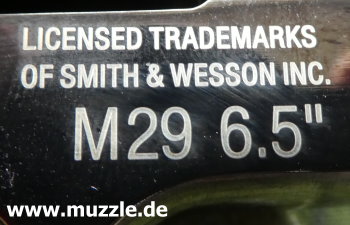 LICENSED TRADEMARKS
OF SMITH & WESSON INC.
M29 6.5"
www.muzzle.de